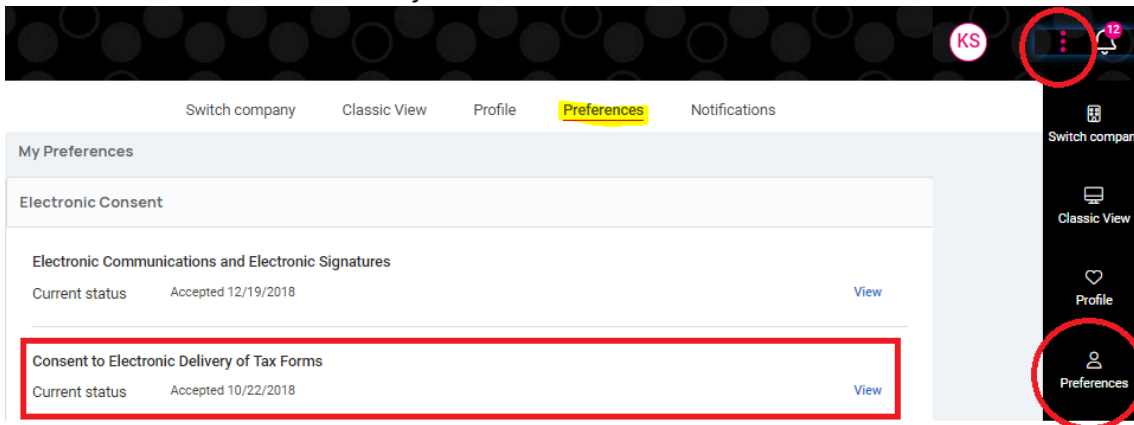 KS
12
Switch company Classic View Profile Preferences Notifications
My Preferences
Electronic Consent
Electronic Communications and Electronic Signatures
Current status Accepted 12/19/2018 View
Consent to Electronic Delivery of Tax Forms
Current status Accepted 10/22/2018 View
Switch compan
Classic View
Profile
Preferences